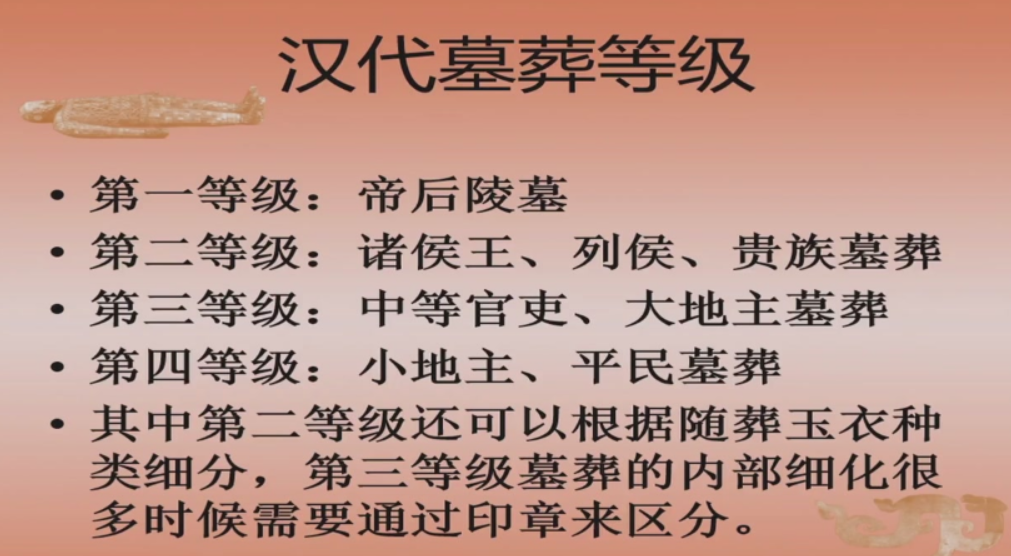 汉代墓葬等级
• 第一等级：帝后陵墓
• 第二等级：诸侯王、列侯、贵族墓葬
• 第三等级：中等官吏、大地主墓葬
• 第四等级：小地主、平民墓葬
• 其中第二等级还可以根据随葬玉衣种
类细分，第三等级墓葬的内部细化很
多时候需要通过印章来区分。